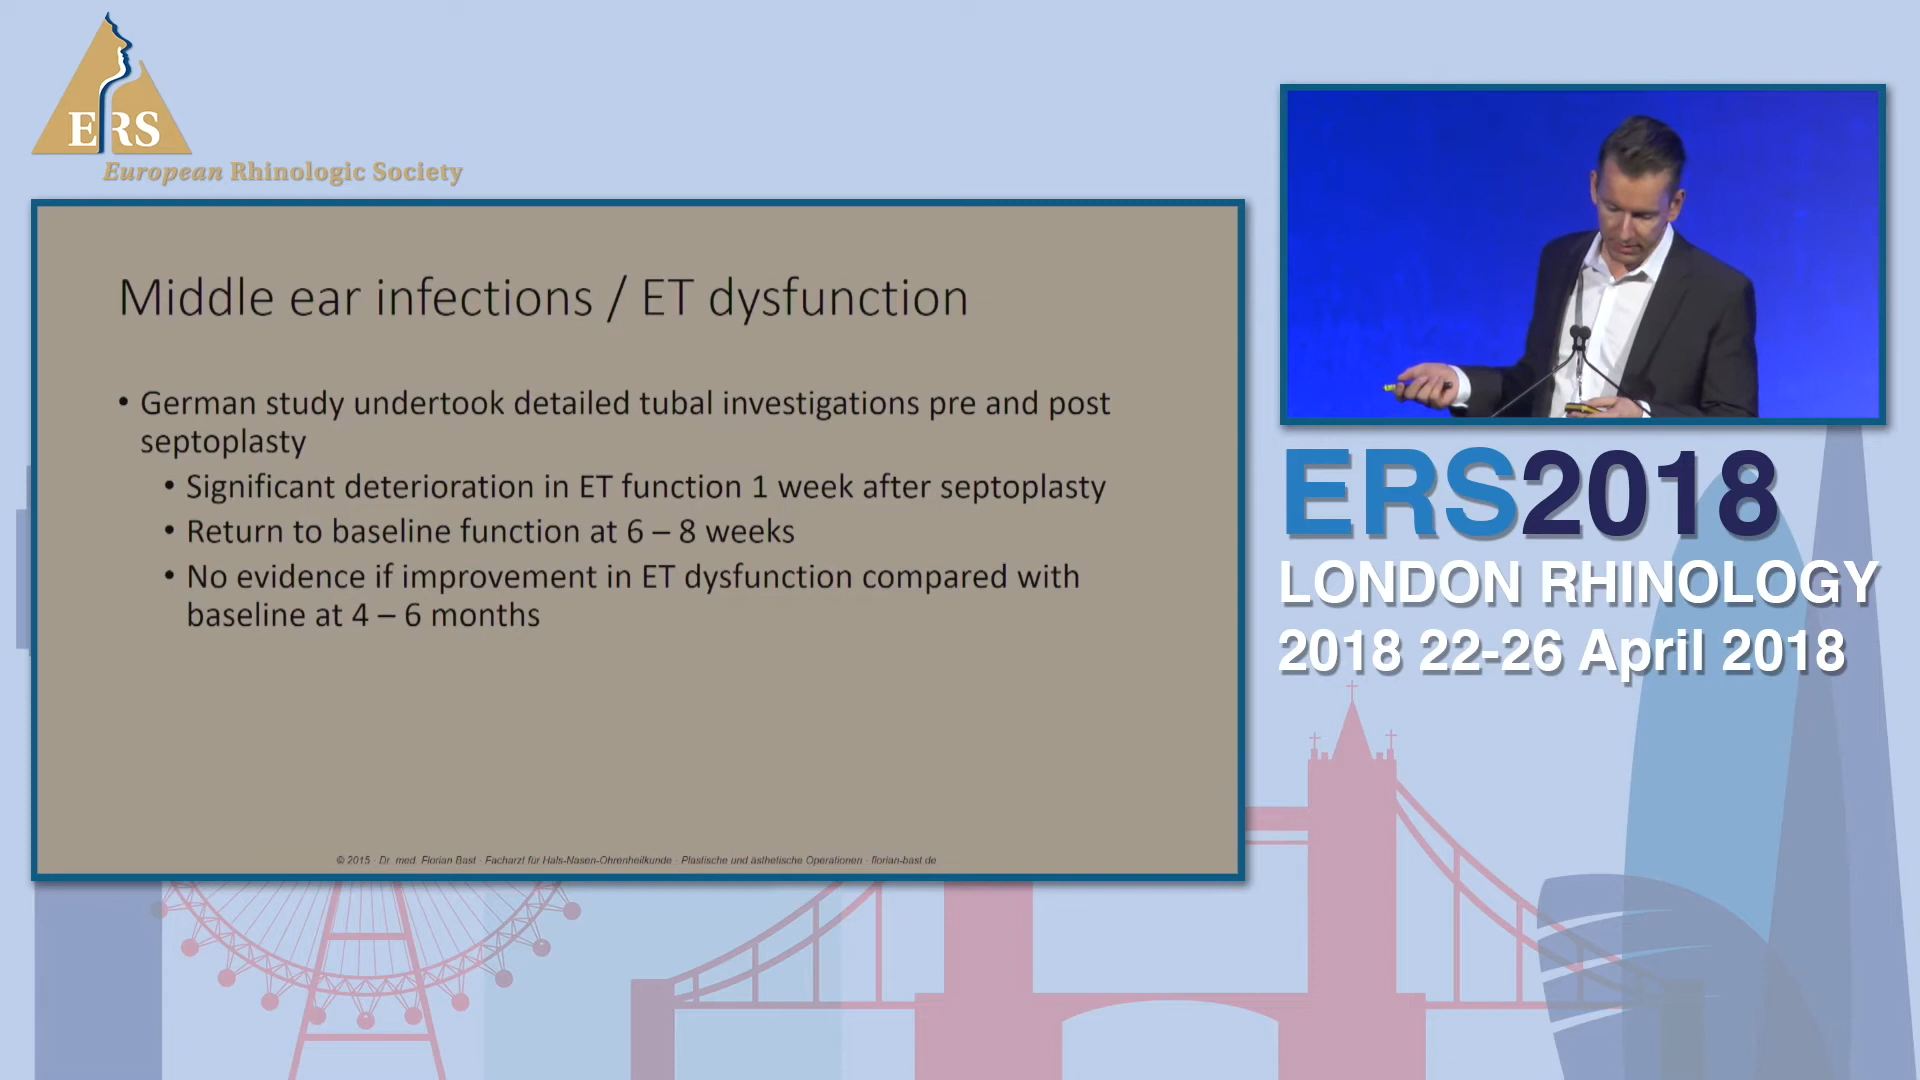 ERS
European Rhinologic Society
Middle ear infections / ET dysfunction
• German study undertook detailed tubal investigations pre and post
septoplasty
• Significant deterioration in ET function 1 week after septoplasty
• Return to baseline function at 6 – 8 weeks
• No evidence if improvement in ET dysfunction compared with
baseline at 4 – 6 months
© 2015 · Dr. med. Florian Bast · Facharzt für Hals-Nasen-Ohrenheilkunde · Plastische und ästhetische Operationen · florian-bast.de
ERS2018
LONDON RHINOLOGY
2018 22-26 April 2018